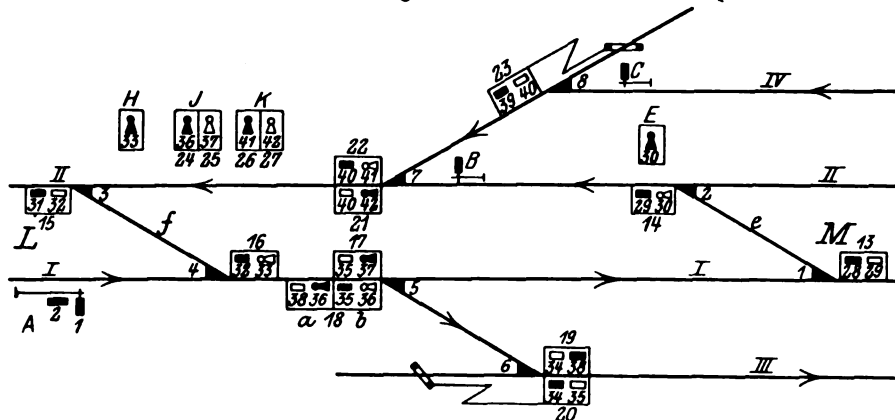 23
39 40
C
8
IV
H
J
K
33
36 37
41 42
24 25
26 27
22
40 41
B
E
30
II
3
7
II
2
II
31 32
15
40 42
21
29 30
14
L
f
16
17
e
M
13
I
4
32 33
35 37
I
1
28 29
38 36
35 36
5
A
2
1
a 18 b
19
6
34 38
III
34 35
20